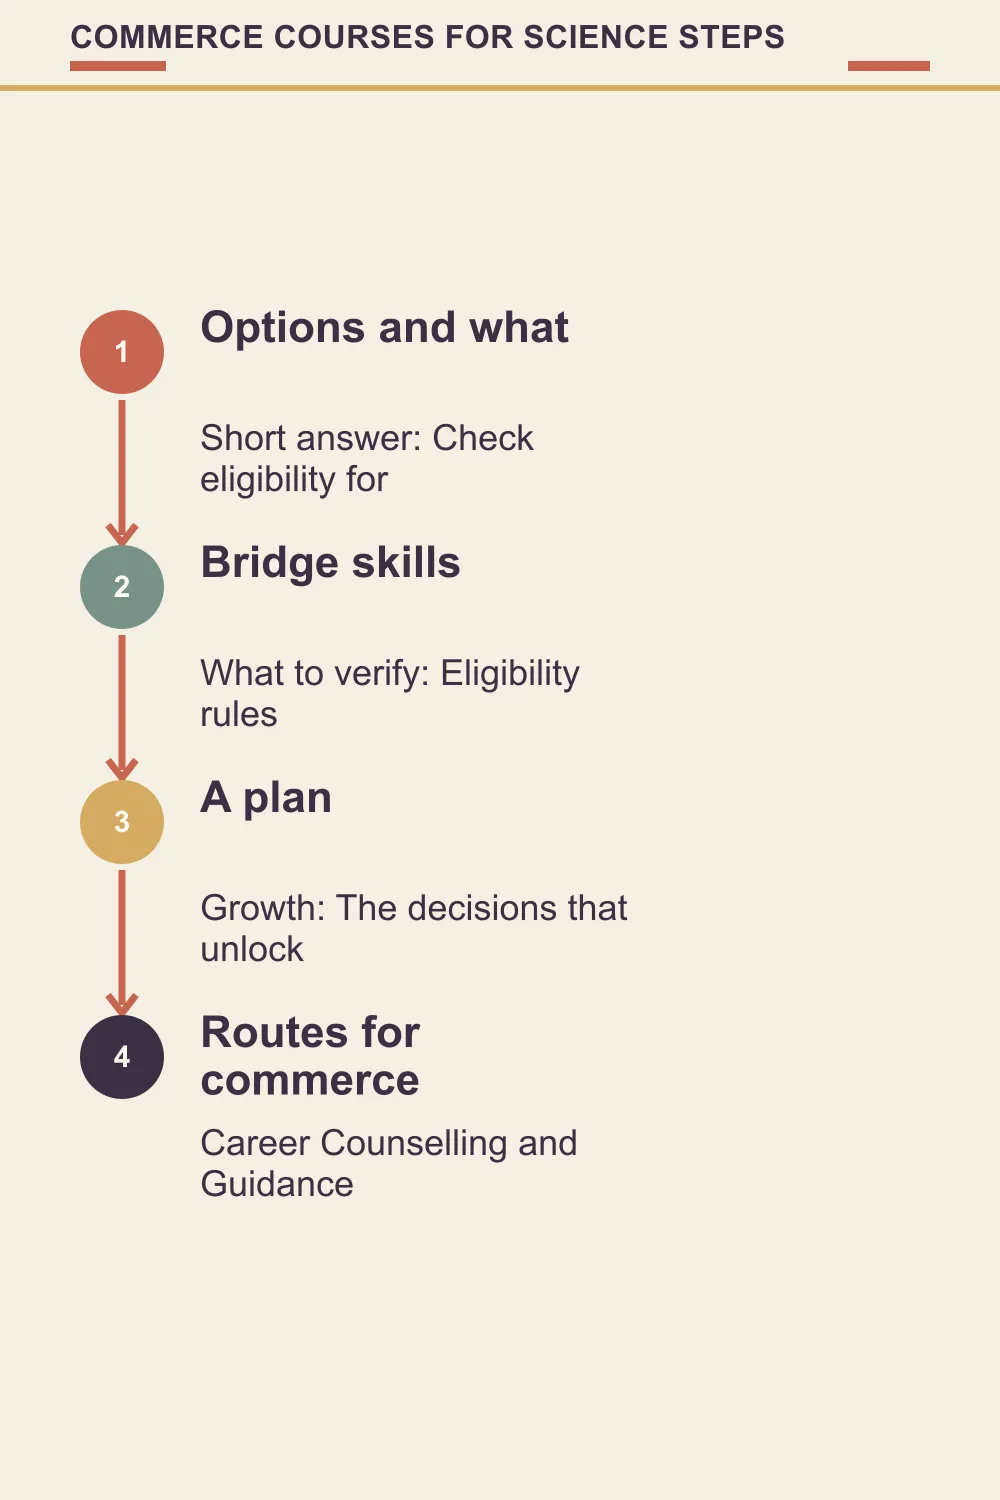 COMMERCE COURSES FOR SCIENCE STEPS
1
Options and what
Short answer: Check
eligibility for
2
Bridge skills
What to verify: Eligibility
rules
3
A plan
Growth: The decisions that
unlock
4
Routes for
commerce
Career Counselling and
Guidance